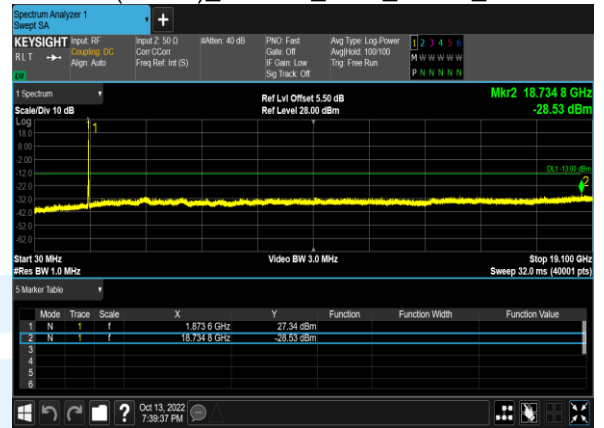 Spectrum Analyzer 1
Swept SA
+
KEYSIGHT Input: RF Input Z: 50 Ω #Atten: 40 dB PNO: Fast Avg Type: Log-Power 1 2 3 4 5 6
RLT Coupling: DC Corr CCorr Gate: Off Avg|Hold: 100/100 M W W W W W
Align: Auto Freq Ref: Int (S) IF Gain: Low Trig: Free Run
Sig Track: Off P N N N N N
1 Spectrum Ref Lvl Offset 5.50 dB Mkr2 18.734 8 GHz
Scale/Div 10 dB Ref Level 28.00 dBm -28.53 dBm
Log
18.0
8.00
-2.00
-12.0
-22.0
-32.0
-42.0
-52.0
-62.0
1
DL1 -13.00 dBm
2
Start 30 MHz Video BW 3.0 MHz Stop 19.100 GHz
#Res BW 1.0 MHz Sweep 32.0 ms (40001 pts)
5 Marker Table
Mode Trace Scale X Y Function Function Width Function Value
1 N 1 f 1.873 6 GHz 27.34 dBm
2 N 1 f 18.734 8 GHz -28.53 dBm
3
4
5
6
? Oct 13, 2022
7:39:37 PM